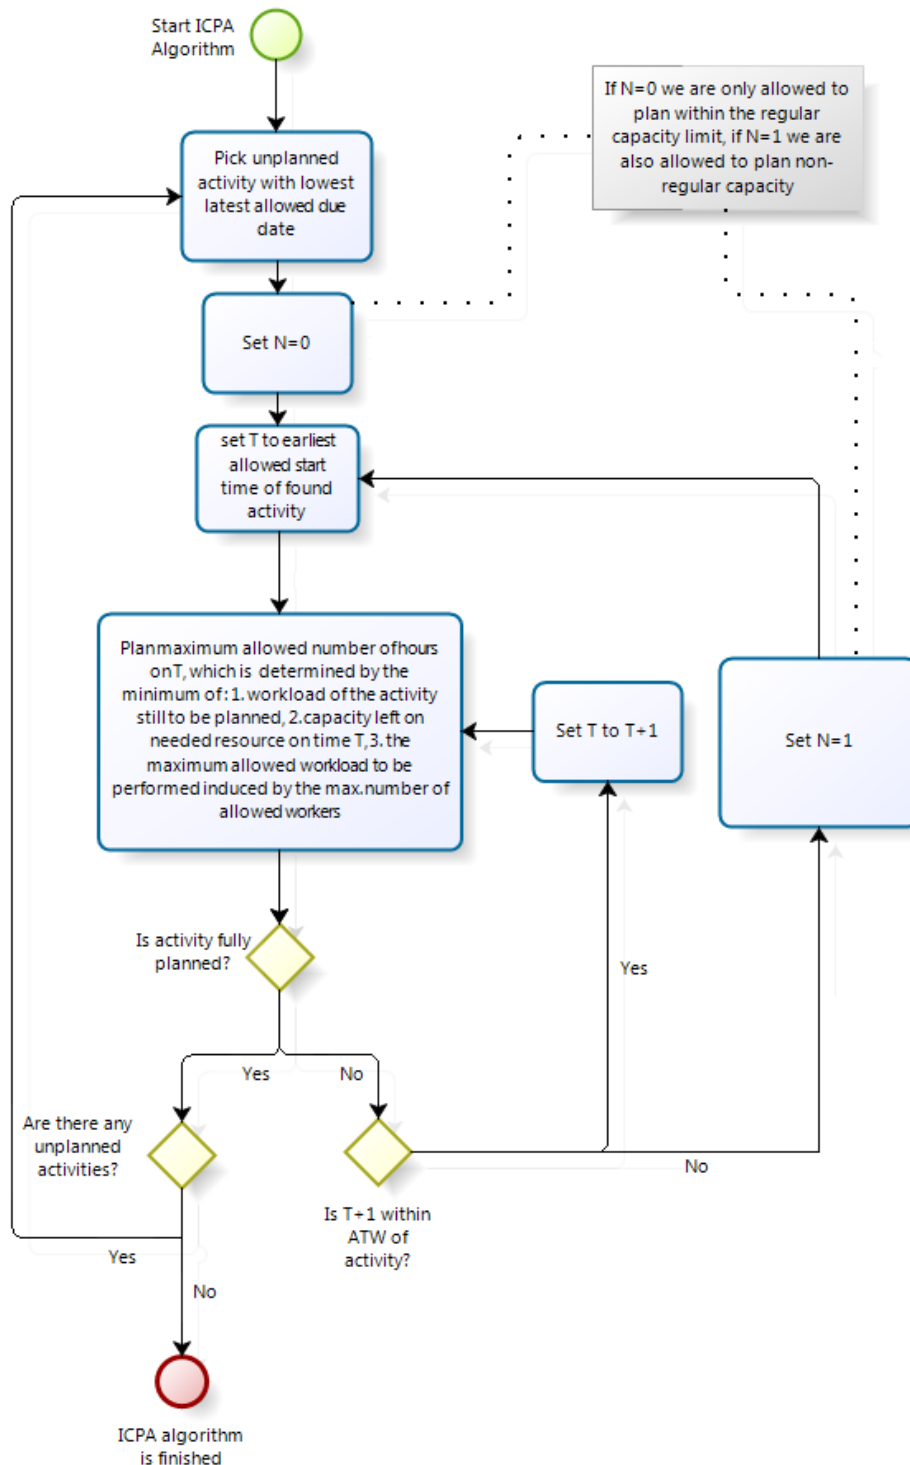 Start ICPA
Algorithm
If N=0 we are only allowed to
plan within the regular
capacity limit, if N=1 we are
also allowed to plan non-
regular capacity
Pick unplanned
activity with lowest
latest allowed due
date
Set N=0
set T to earliest
allowed start
time of found
activity
Plan maximum allowed number of hours
on T, which is determined by the
minimum of: 1. workload of the activity
still to be planned, 2.capacity left on
needed resource on time T, 3. the
maximum allowed workload to be
performed induced by the max.number of
allowed workers
Set T to T+1
Set N=1
Is activity fully
planned?
Yes
Yes
No
Are there any
unplanned
activities?
No
Is T+1 within
ATW of
activity?
Yes
No
ICPA algorithm
is finished